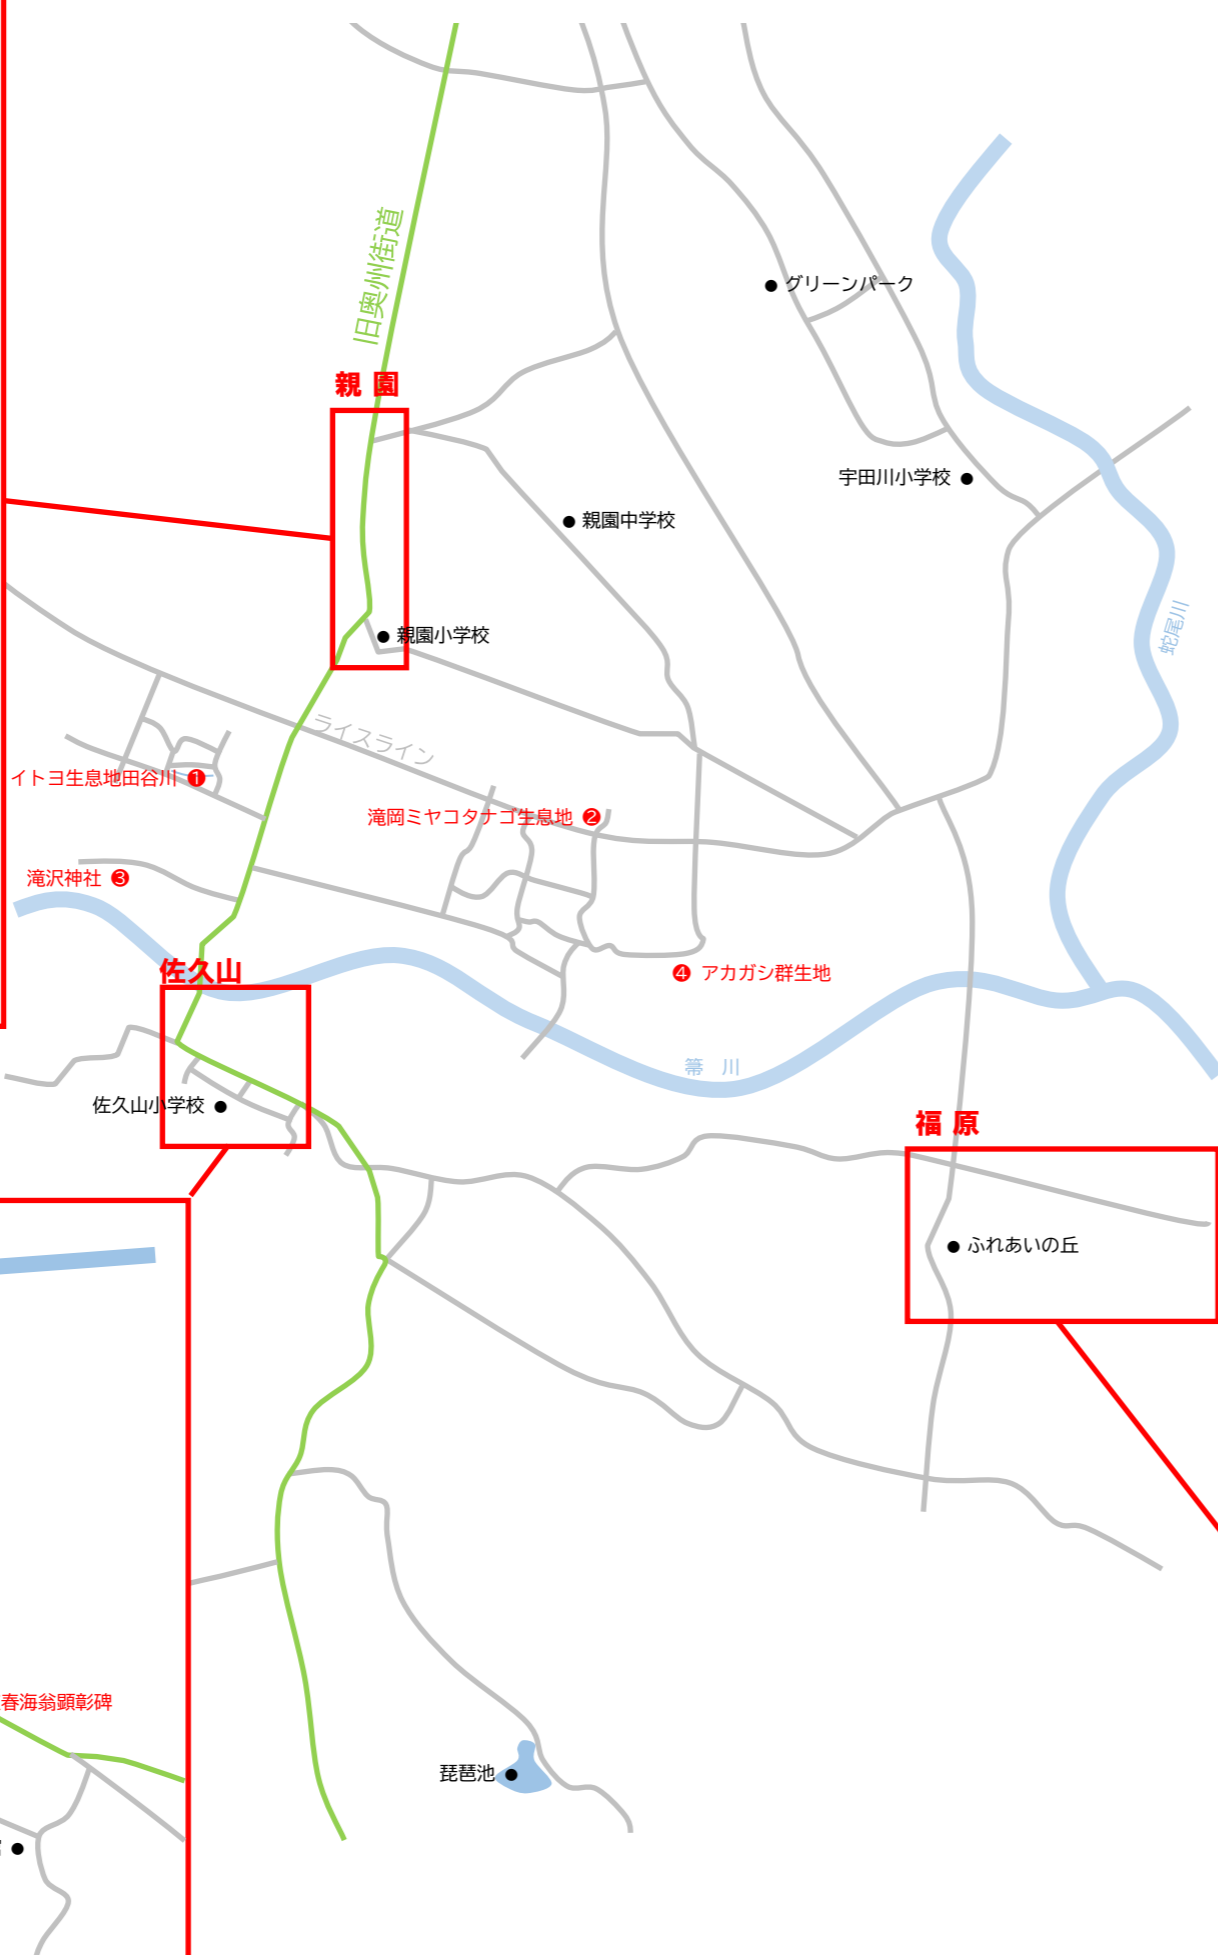 旧奥州街道
グリーンパーク
親園
宇田川小学校
親園中学校
蛇尾川
親園小学校
ライスライン
イトヨ生息地田谷川 ❶
滝岡ミヤコタナゴ生息地 ❷
滝沢神社 ❸
佐久山
❹ アカガシ群生地
箒川
佐久山小学校
福原
ふれあいの丘
春海翁顕彰碑
琵琶池